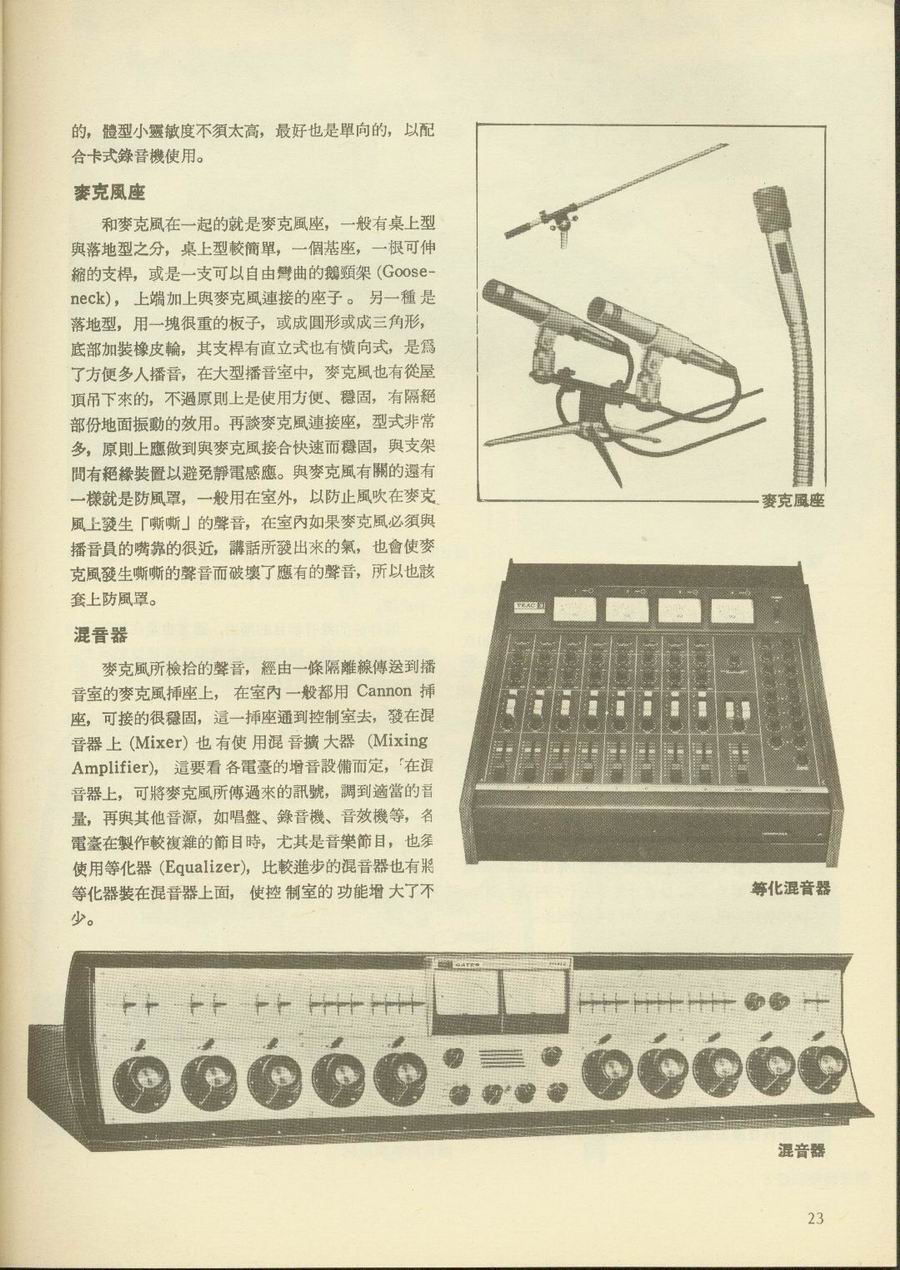 的，體型小靈敏度不須太高，最好也是單向的，以配
合卡式錄音機使用。
麥克風座
和麥克風在一起的就是麥克風座，一般有桌上型
與落地型之分，桌上型較簡單，一個基座，一根可伸
縮的支桿，或是一支可以自由彎曲的鵝頸架 (Goose-
neck)，上端加上與麥克風連接的座子。另一種是
落地型，用一塊很重的板子，或成圓形或成三角形，
底部加裝橡皮輪，其支桿有直立式也有橫向式，是爲
了方便多人播音，在大型播音室中，麥克風也有從屋
頂吊下來的，不過原則上是使用方便、穩固，有隔絕
部份地面振動的效用。再談麥克風連接座，型式非常
多，原則上應做到與麥克風接合快速而穩固，與支架
間有絕緣裝置以避免靜電感應。與麥克風有關的還有
一樣就是防風罩，一般用在室外，以防止風吹在麥克
風上發生「嘶嘶」的聲音，在室內如果麥克風必須與
播音員的嘴靠的很近，講話所發出來的氣，也會使麥
克風發生嘶嘶的聲音而破壞了應有的聲音，所以也該
套上防風罩。
混音器
麥克風所檢拾的聲音，經由一條隔離線傳送到播
音室的麥克風揷座上，在室內一般都用 Cannon 揷
座，可接的很穩固，這一揷座通到控制室去，發在混
音器上 (Mixer) 也有使用混音擴大器 (Mixing
Amplifier)，這要看各電臺的增音設備而定，「在混
音器上，可將麥克風所傳過來的訊號，調到適當的音
量，再與其他音源，如唱盤、錄音機、音效機等，各
電臺在製作較複雜的節目時，尤其是音樂節目，也須
使用等化器 (Equalizer)，比較進步的混音器也有將
等化器裝在混音器上面，使控制室的功能增大了不
少。
麥克風座
TEAC
等化混音器
GATES
混音器
23